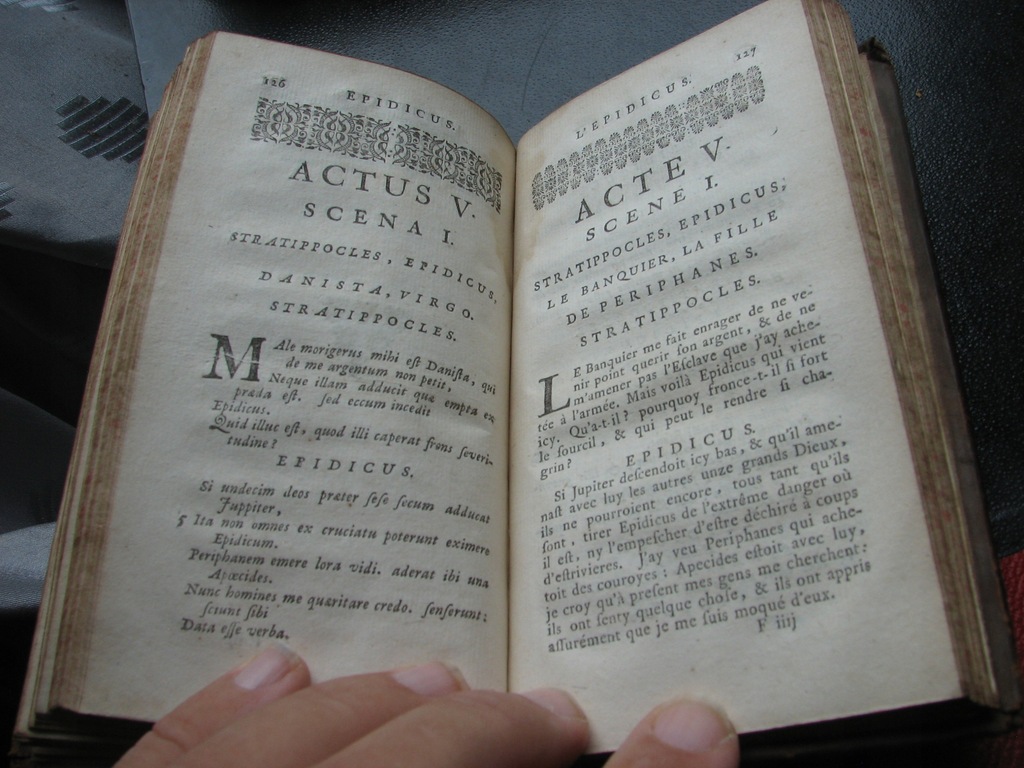 126
EPIDICUS.
ACTUS V.
SCENA I.
STRATIPPOCLES, EPIDICUS,
DANISTA, VIRGO.
STRATIPPOCLES.
MAle morigerus mihi eſt Daniſta, qui
de me argentum non petit,
Neque illam adducit quæ empta ex
præda eſt. ſed eccum incedit
Epidicus.
Quid illuc eſt, quod illi caperat frons ſeveri-
tudine?
EPIDICUS.
Si undecim deos præter ſeſe ſecum adducat
Juppiter,
5 Ita non omnes ex cruciatu poterunt eximere
Epidicum.
Periphanem emere lora vidi. aderat ibi una
Apœcides.
Nunc homines me quæritare credo. ſenſerunt:
ſciunt ſibi
Data eſſe verba.
127
L'EPIDICUS.
ACTE V.
SCENE I.
STRATIPPOCLES, EPIDICUS,
LE BANQUIER, LA FILLE
DE PERIPHANES.
STRATIPPOCLES.
LE Banquier me fait enrager de ne ve-
nir point querir ſon argent, & de ne
m'amener pas l'Eſclave que j'ay ache-
tée à l'armée. Mais voilà Epidicus qui vient
icy. Qu'a-t-il? pourquoy fronce-t-il ſi fort
le ſourcil, & qui peut le rendre ſi cha-
grin?
EPIDICUS.
Si Jupiter deſcendoit icy bas, & qu'il ame-
naſt avec luy les autres unze grands Dieux,
ils ne pourroient encore, tous tant qu'ils
ſont, tirer Epidicus de l'extrême danger où
il eſt, ny l'empeſcher d'eſtre déchiré à coups
d'eſtrivieres. J'ay veu Periphanes qui ache-
toit des couroyes: Apecides eſtoit avec luy,
je croy qu'à preſent mes gens me cherchent:
ils ont ſenty quelque choſe, & ils ont appris
aſſurément que je me ſuis moqué d'eux.
F iiij